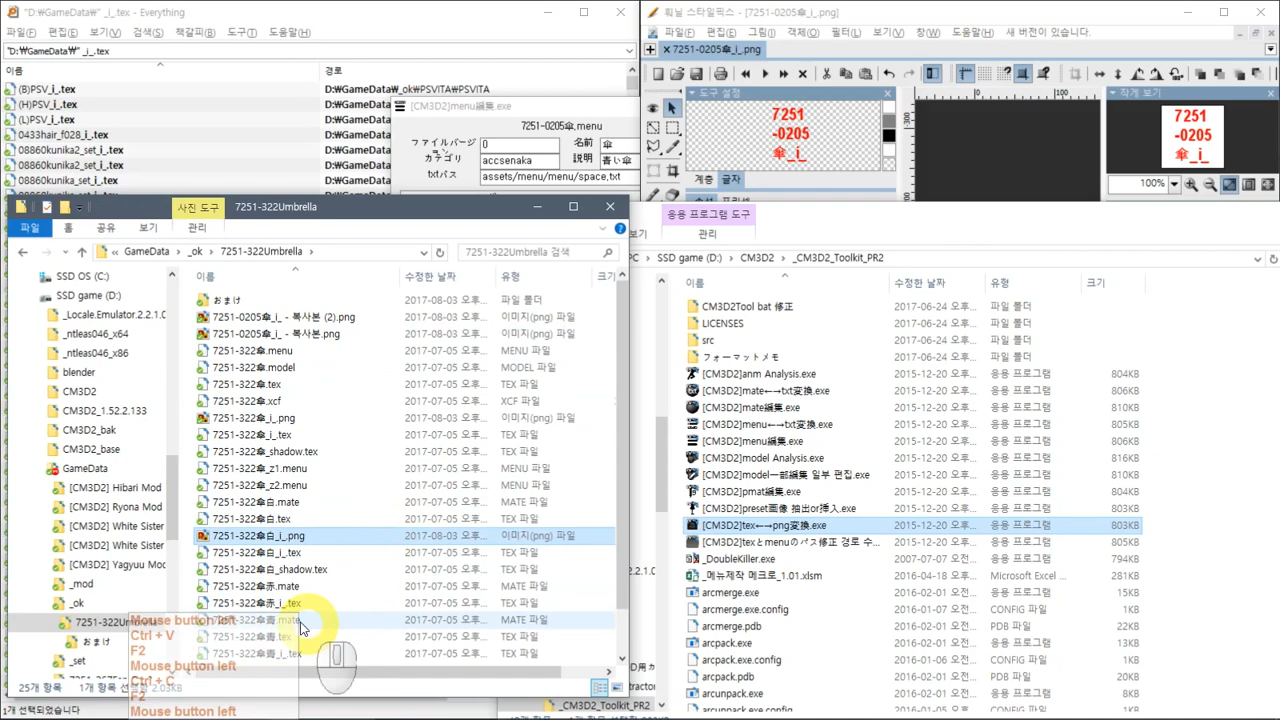 "D:₩GameData₩" _i_.tex - Everything
파일(F) 편집(E) 보기(V) 검색(S) 책갈피(B) 도구(T) 도움말(H)
"D:₩GameData₩" _i_.tex
이름 경로
(B)PSV_i_.tex D:₩GameData₩_ok₩PSVITA₩PSVITA
(H)PSV_i_.tex D:₩GameData
(L)PSV_i_.tex D:₩GameData
0433hair_f028_i_.tex D:₩GameData
08860kunika2_set_i_.tex D:₩GameData
08860kunika2_set_i_.tex D:₩GameData
08860kunika_set_i_.tex D:₩GameData
[CM3D2]menu編集.exe
7251-0205傘.menu
ファイルバージョン 0 名前 傘
カテゴリ accsenaka 説明 青い傘
txtパス assets/menu/menu/space.txt
훠닐 스타일픽스 - [7251-0205傘_i_.png]
파일(F) 편집(E) 그림(I) 객체(O) 필터(L) 보기(V) 창(W) 도움말(H) 새 버전이 있습니다.
7251-0205傘_i_.png
도구 설정
7251
-0205
傘_i_
계층 글자
0 100
작게 보기
7251
-0205
傘_i_
100%
사진 도구 7251-322Umbrella
파일 홈 공유 보기 관리
GameData _ok 7251-322Umbrella 7251-322Umbrella 검색
SSD OS (C:)
SSD game (D:)
_Locale.Emulator.2.2.1.0
_ntleas046_x64
_ntleas046_x86
blender
CM3D2
CM3D2_1.52.2.133
CM3D2_bak
CM3D2_base
GameData
[CM3D2] Hibari Mod
[CM3D2] Ryona Mod
[CM3D2] White Sister
[CM3D2] White Sister
[CM3D2] Yagyuu Mod
_mod
_ok
7251-322Umbrella
おまけ
_set
이름 수정한 날짜 유형 크기
おまけ 2017-08-03 오후... 파일 폴더
7251-0205傘_i_ - 복사본 (2).png 2017-08-03 오후... 이미지(png) 파일
7251-0205傘_i_ - 복사본.png 2017-08-03 오후... 이미지(png) 파일
7251-322傘.menu 2017-07-05 오후... MENU 파일
7251-322傘.model 2017-07-05 오후... MODEL 파일
7251-322傘.tex 2017-07-05 오후... TEX 파일
7251-322傘.xcf 2017-07-05 오후... XCF 파일
7251-322傘_i_.png 2017-08-03 오후... 이미지(png) 파일
7251-322傘_i_.tex 2017-07-05 오후... TEX 파일
7251-322傘_shadow.tex 2017-07-05 오후... TEX 파일
7251-322傘_z1.menu 2017-07-05 오후... MENU 파일
7251-322傘_z2.menu 2017-07-05 오후... MENU 파일
7251-322傘白.mate 2017-07-05 오후... MATE 파일
7251-322傘白.tex 2017-07-05 오후... TEX 파일
7251-322傘白_i_.png 2017-08-03 오후... 이미지(png) 파일
7251-322傘白_i_.tex 2017-07-05 오후... TEX 파일
7251-322傘白_shadow.tex 2017-07-05 오후... TEX 파일
7251-322傘赤.mate 2017-07-05 오후... MATE 파일
7251-322傘赤_i_.tex 2017-07-05 오후... TEX 파일
2017-07-05 오후... MATE 파일
2017-07-05 오후... TEX 파일
2017-07-05 오후... TEX 파일
25개 항목 2.03KB
Mouse button left
Ctrl + V
F2
Mouse button left
Ctrl + C
F2
Mouse button left
응용 프로그램 도구
보기 관리
PC SSD game (D:) CM3D2 _CM3D2_Toolkit_PR2
이름 수정한 날짜 유형 크기
CM3D2Tool bat 修正 2017-06-24 오후... 파일 폴더
LICENSES 2017-06-24 오후... 파일 폴더
src 2017-06-24 오후... 파일 폴더
フォーマットメモ 2017-06-24 오후... 파일 폴더
[CM3D2]anm Analysis.exe 2015-12-20 오후... 응용 프로그램 804KB
[CM3D2]mate←→txt変換.exe 2015-12-20 오후... 응용 프로그램 806KB
[CM3D2]mate編集.exe 2015-12-20 오후... 응용 프로그램 810KB
[CM3D2]menu←→txt変換.exe 2015-12-20 오후... 응용 프로그램 804KB
[CM3D2]menu編集.exe 2015-12-20 오후... 응용 프로그램 806KB
[CM3D2]model Analysis.exe 2015-12-20 오후... 응용 프로그램 816KB
[CM3D2]model一部編集 일부 편집.exe 2015-12-20 오후... 응용 프로그램 810KB
[CM3D2]pmat編集.exe 2015-12-20 오후... 응용 프로그램 804KB
[CM3D2]preset画像 抽出or挿入.exe 2015-12-20 오후... 응용 프로그램 804KB
[CM3D2]tex←→png変換.exe 2015-12-20 오후... 응용 프로그램 803KB
[CM3D2]texとmenuのパス修正 경로 수... 2015-12-20 오후... 응용 프로그램 805KB
_DoubleKiller.exe 2007-07-07 오전... 응용 프로그램 794KB
_메뉴제작 메크로_1.01.xlsm 2016-04-18 오후... Microsoft Excel ... 281KB
arcmerge.exe 2016-02-01 오전... 응용 프로그램 92KB
arcmerge.exe.config 2016-01-06 오전... CONFIG 파일 1KB
arcmerge.pdb 2016-02-01 오전... PDB 파일 22KB
arcpack.exe 2016-02-01 오전... 응용 프로그램 92KB
arcpack.exe.config 2016-01-06 오전... CONFIG 파일 1KB
arcpack.pdb 2016-02-01 오전... PDB 파일 20KB
arcunpack.exe 2016-02-01 오전... 응용 프로그램 8KB
arcunpack.exe.config 2016-01-06 오전... CONFIG 파일 1KB
_CM3D2_Toolkit_PR2
1個選択されました